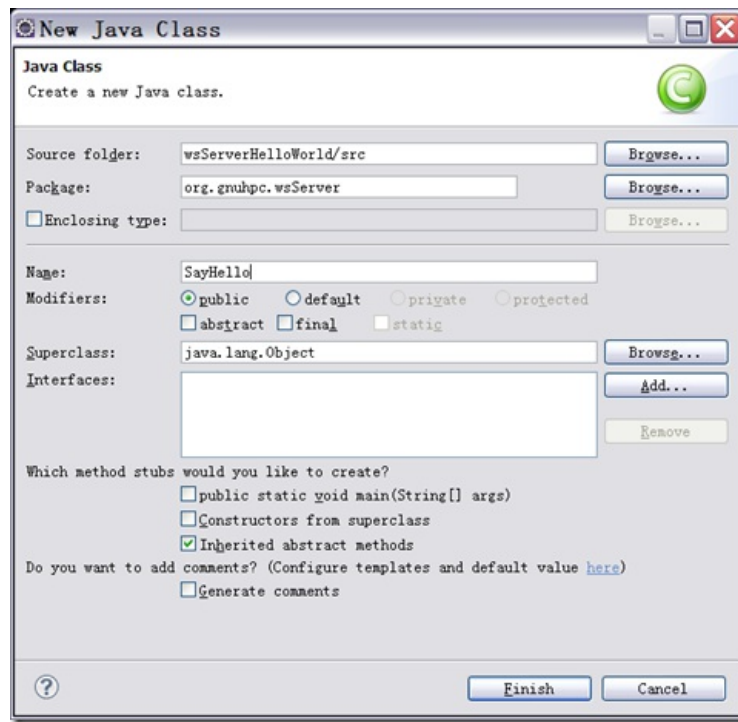 New Java Class
Java Class
Create a new Java class.
Source folder: wsServerHelloWorld/src Browse...
Package: org.gnuhpc.wsServer Browse...
Enclosing type: Browse...
Name: SayHello
Modifiers: public default private protected
abstract final static
Superclass: java.lang.Object Browse...
Interfaces: Add...
Remove
Which method stubs would you like to create?
public static void main(String[] args)
Constructors from superclass
Inherited abstract methods
Do you want to add comments? (Configure templates and default value here)
Generate comments
Finish Cancel